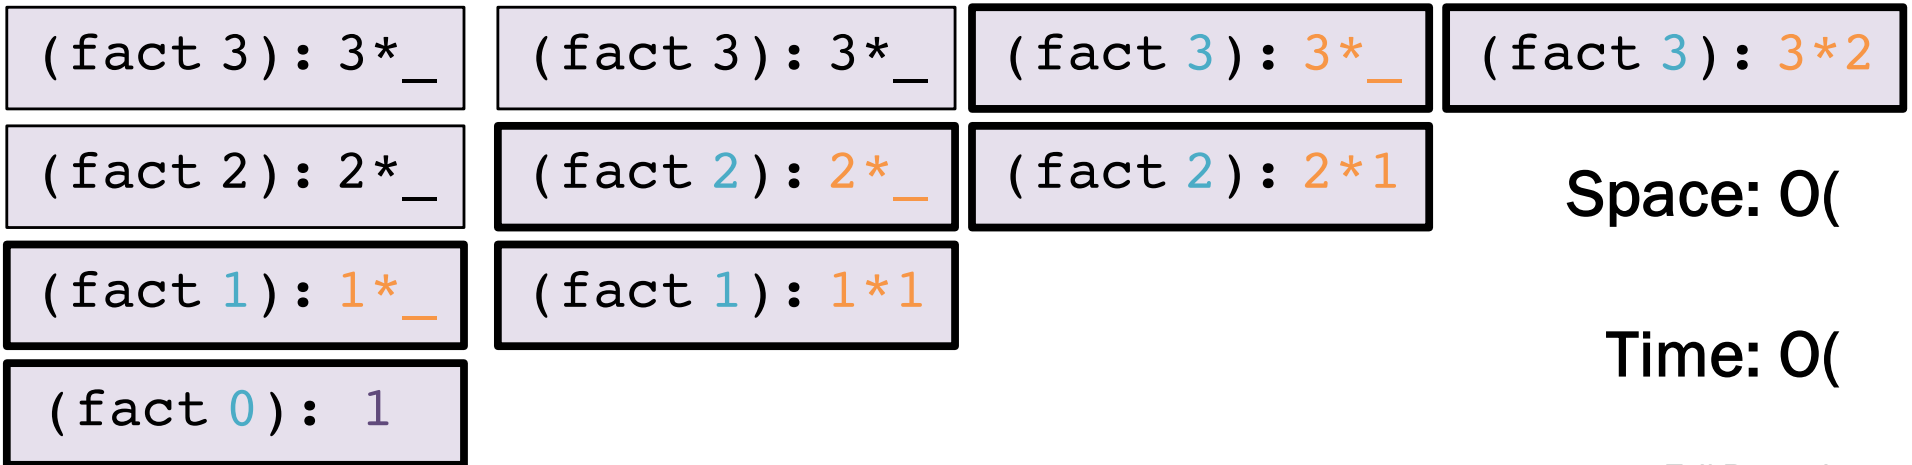 (fact 3): 3*_ (fact 3): 3*_ (fact 3): 3*_ (fact 3): 3*2
(fact 2): 2*_ (fact 2): 2*_ (fact 2): 2*1
Space: O(
(fact 1): 1*_ (fact 1): 1*1
Time: O(
(fact 0): 1